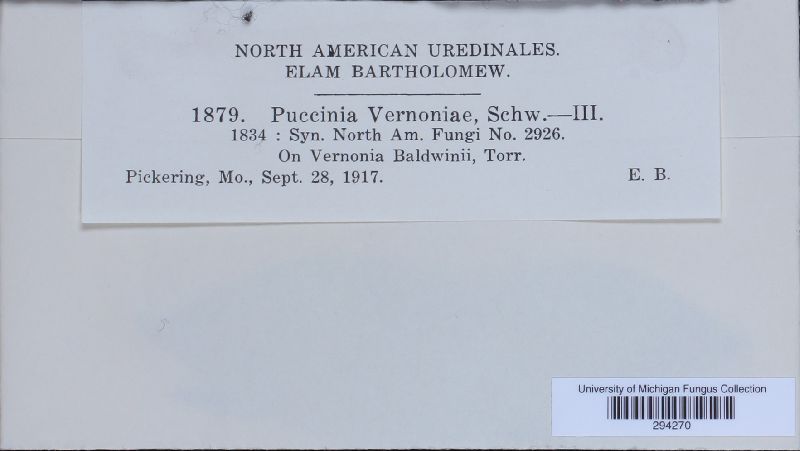 NORTH AMERICAN UREDINALES.
ELAM BARTHOLOMEW.
1879. Puccinia Vernoniae, Schw.—III.
1834 : Syn. North Am. Fungi No. 2926.
On Vernonia Baldwinii, Torr.
Pickering, Mo., Sept. 28, 1917. E. B.
University of Michigan Fungus Collection
294270